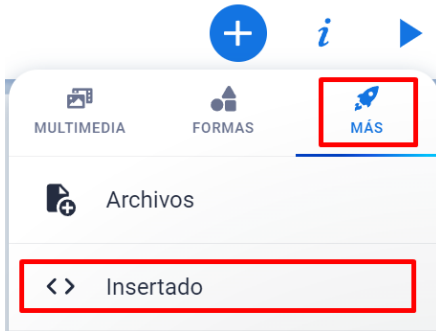 MULTIMEDIA
FORMAS
MÁS
Archivos
Insertado